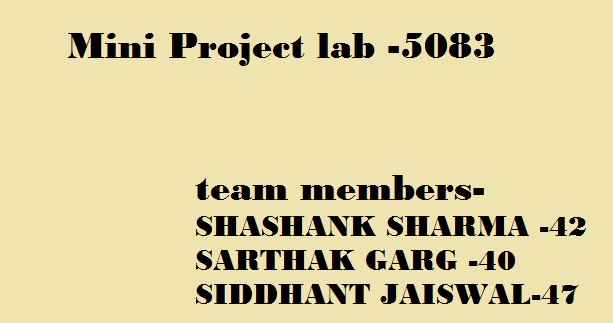 Mini Project lab -5083
team members-
SHASHANK SHARMA -42
SARTHAK GARG -40
SIDDHANT JAISWAL-47